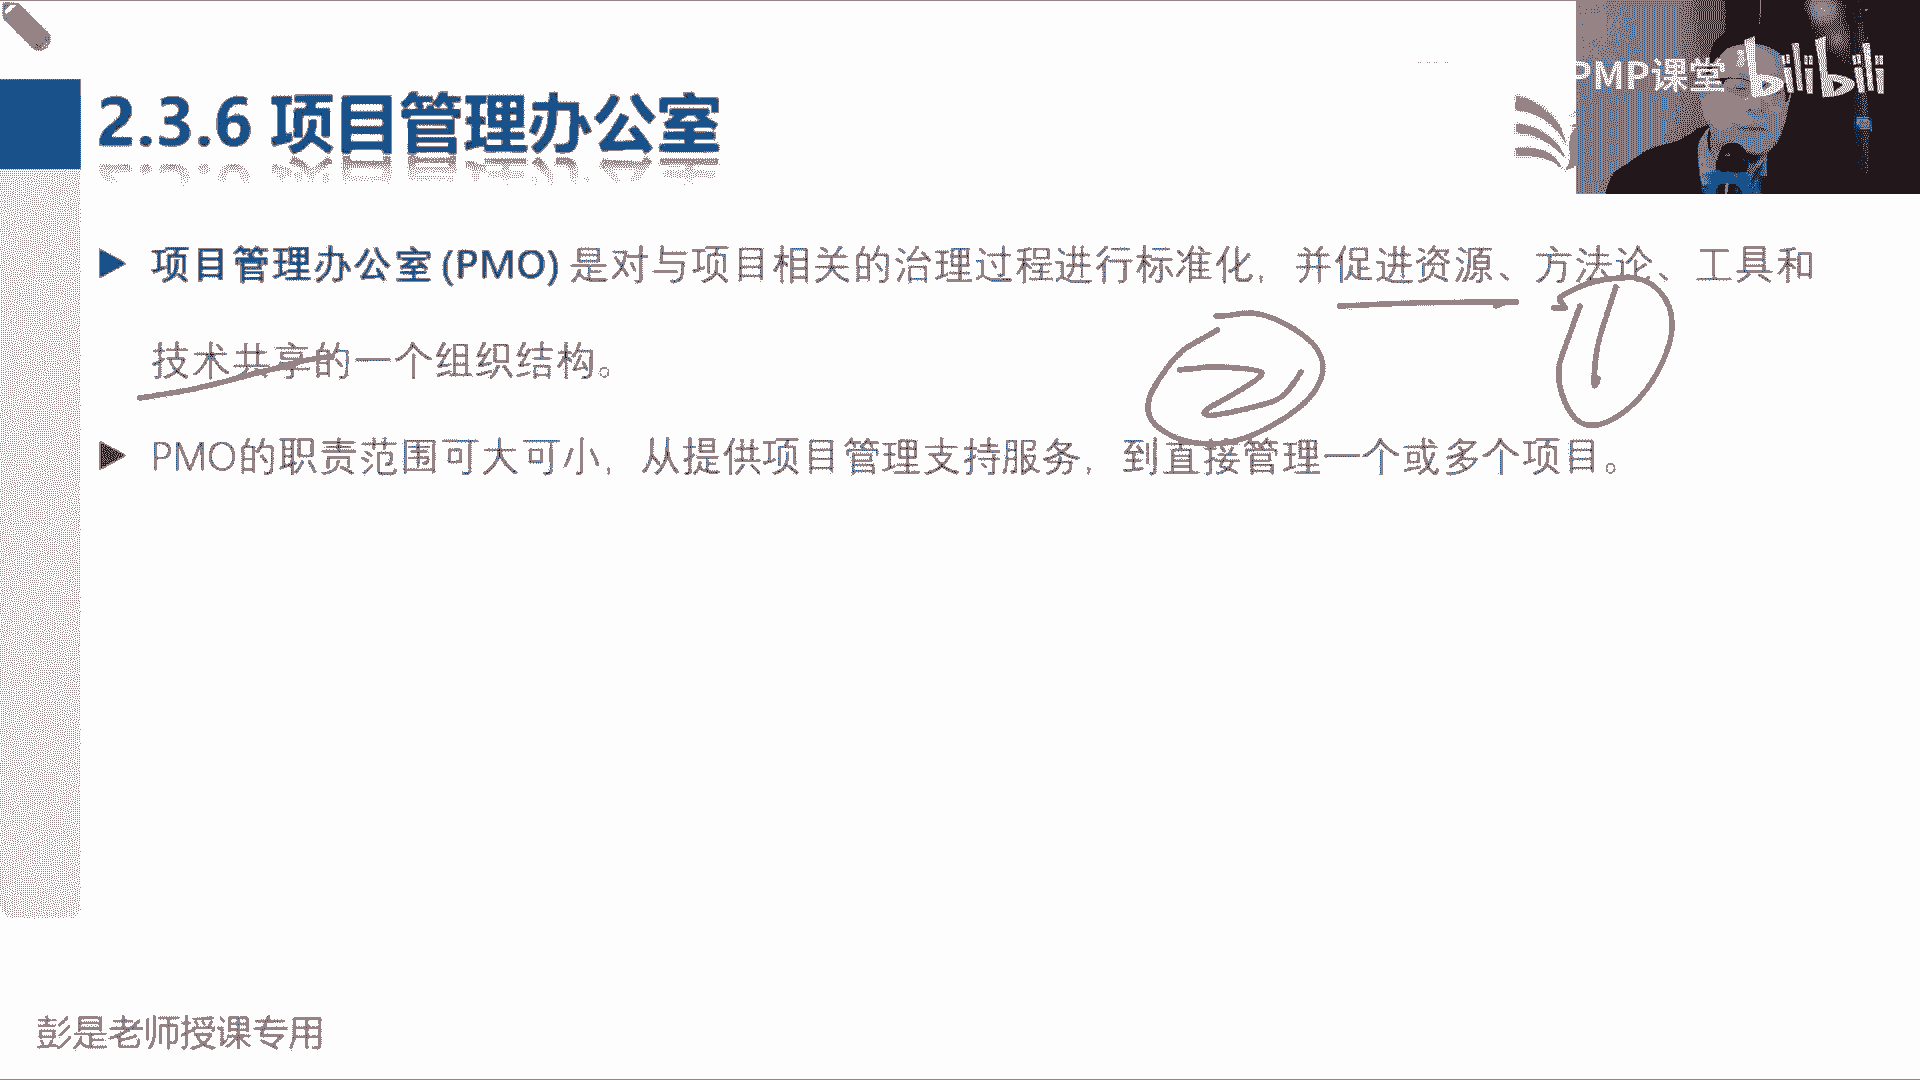 2.3.6 项目管理办公室
PMP课堂 bilibili
项目管理办公室 (PMO) 是对与项目相关的治理过程进行标准化，并促进资源、方法论、工具和
技术共享的一个组织结构。
② ①
PMO的职责范围可大可小，从提供项目管理支持服务，到直接管理一个或多个项目。
彭是老师授课专用